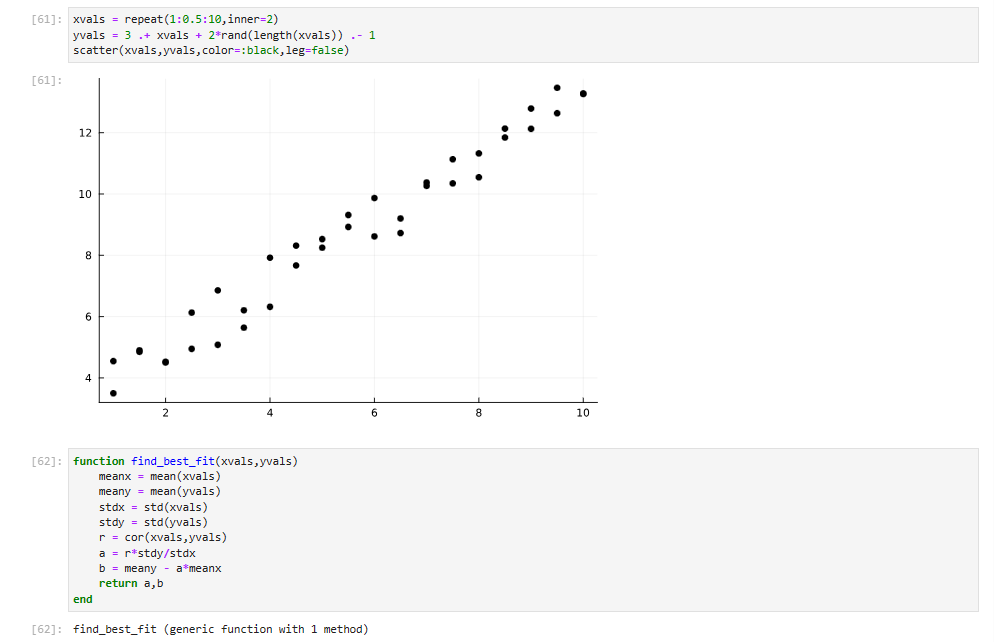 [61]: xvals = repeat(1:0.5:10,inner=2)
yvals = 3 .+ xvals + 2*rand(length(xvals)) .- 1
scatter(xvals,yvals,color=:black,leg=false)
[61]:
12
10
8
6
4
2 4 6 8 10
[62]: function find_best_fit(xvals,yvals)
    meanx = mean(xvals)
    meany = mean(yvals)
    stdx = std(xvals)
    stdy = std(yvals)
    r = cor(xvals,yvals)
    a = r*stdy/stdx
    b = meany - a*meanx
    return a,b
end
[62]: find_best_fit (generic function with 1 method)